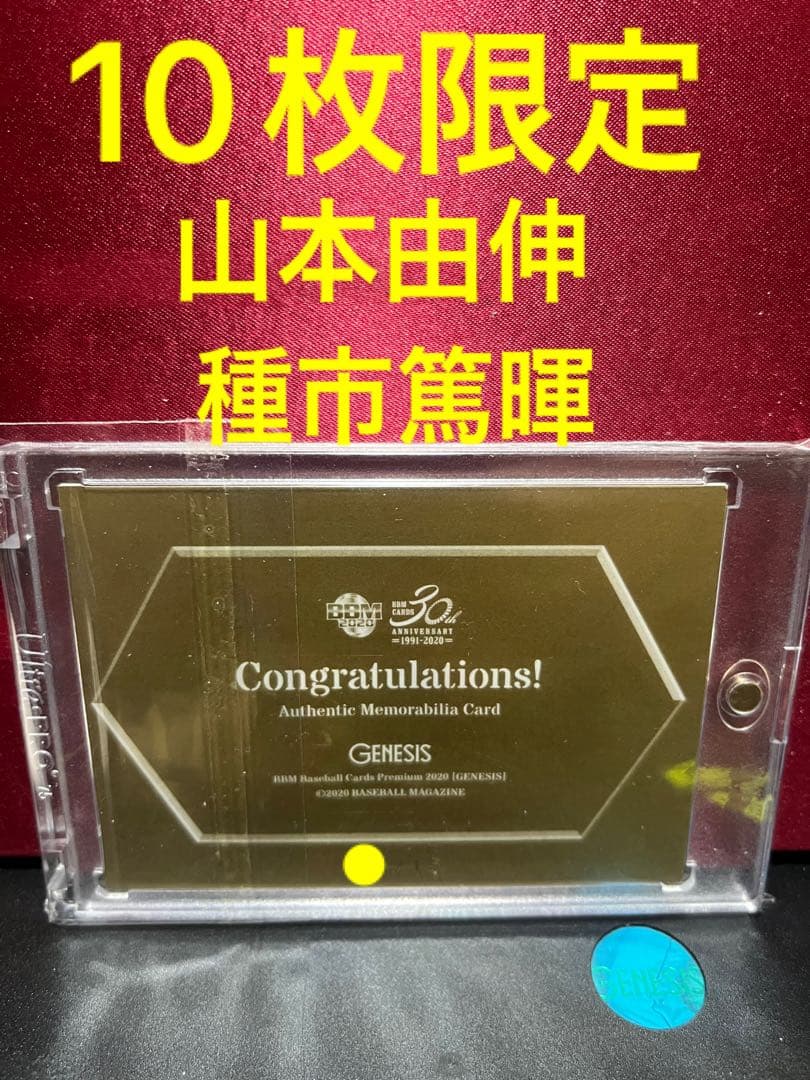 10枚限定
山本由伸
種市篤暉
BBM
2020
BBM
CARDS
30th
ANNIVERSARY
=1991-2020=
Congratulations!
Authentic Memorabilia Card
GENESIS
BBM Baseball Cards Premium 2020 [GENESIS]
©2020 BASEBALL MAGAZINE
GENESIS